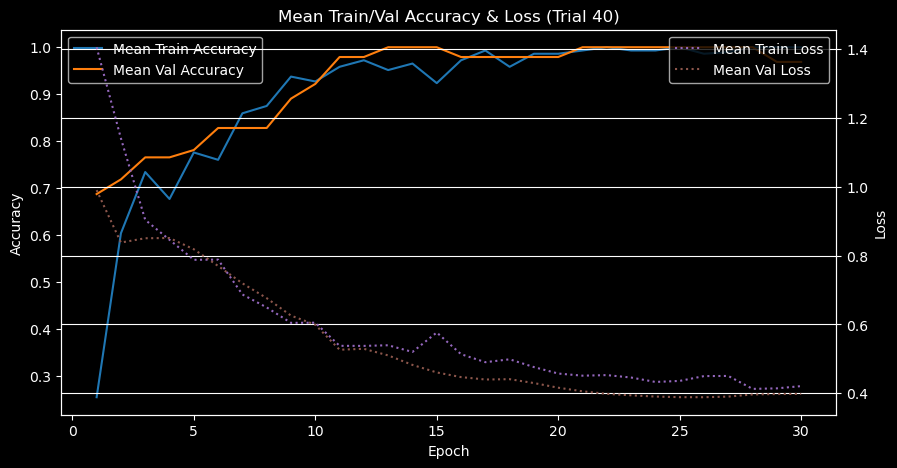 Mean Train/Val Accuracy & Loss (Trial 40)
Mean Train Accuracy
Mean Val Accuracy
Mean Train Loss
Mean Val Loss
1.0
0.9
0.8
0.7
0.6
0.5
0.4
0.3
Accuracy
1.4
1.2
1.0
0.8
0.6
0.4
Loss
0 5 10 15 20 25 30
Epoch